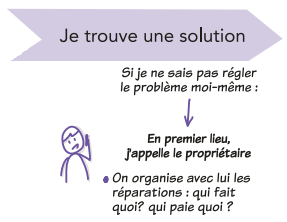 Je trouve une solution
Si je ne sais pas régler
le problème moi-même :
En premier lieu,
j'appelle le propriétaire
• On organise avec lui les
réparations : qui fait
quoi? qui paie quoi ?